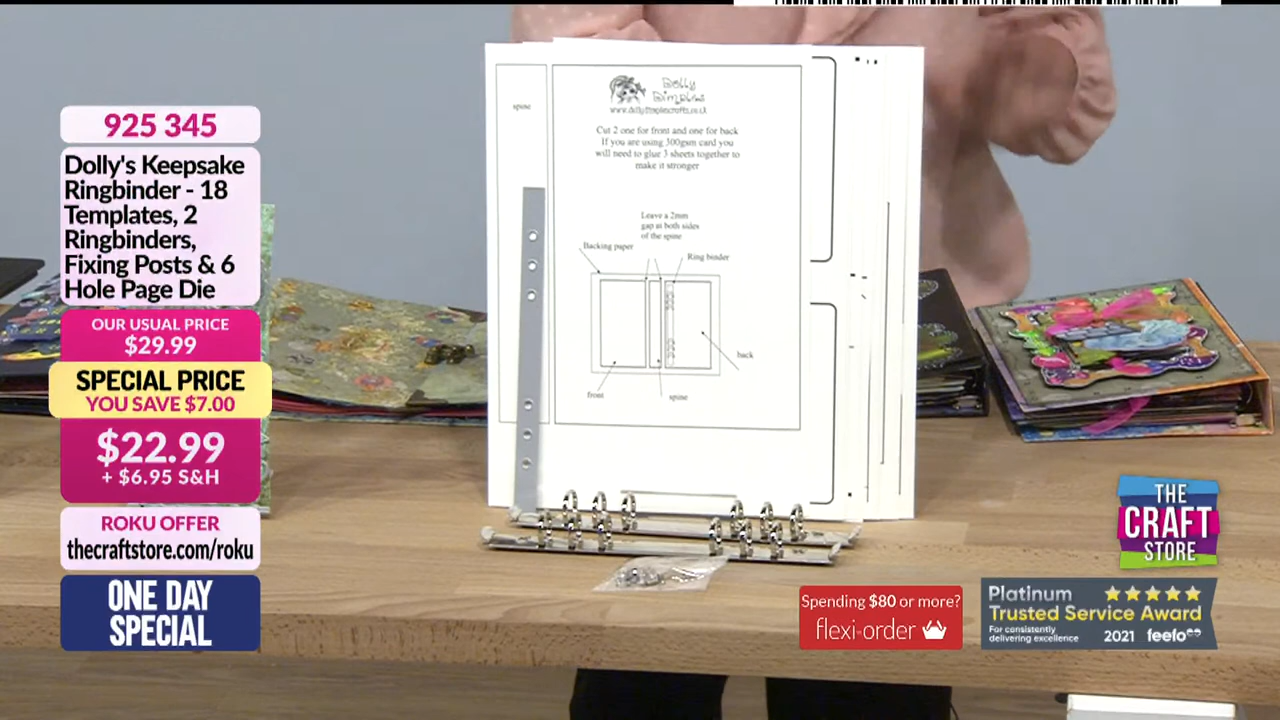 925 345
Dolly's Keepsake
Ringbinder - 18
Templates, 2
Ringbinders,
Fixing Posts & 6
Hole Page Die
OUR USUAL PRICE
$29.99
SPECIAL PRICE
YOU SAVE $7.00
$22.99
+ $6.95 S&H
ROKU OFFER
thecraftstore.com/roku
ONE DAY
SPECIAL
spine
Dolly
Dimples
www.dollydimplescrafts.co.uk
Cut 2 one for front and one for back
If you are using 300gsm card you
will need to glue 3 sheets together to
make it stronger
Leave a 2mm
gap at both sides
of the spine
Backing paper
Ring binder
back
front
spine
THE
CRAFT
STORE
Spending $80 or more?
flexi-order
Platinum
Trusted Service Award
For consistently
delivering excellence
2021 feefo